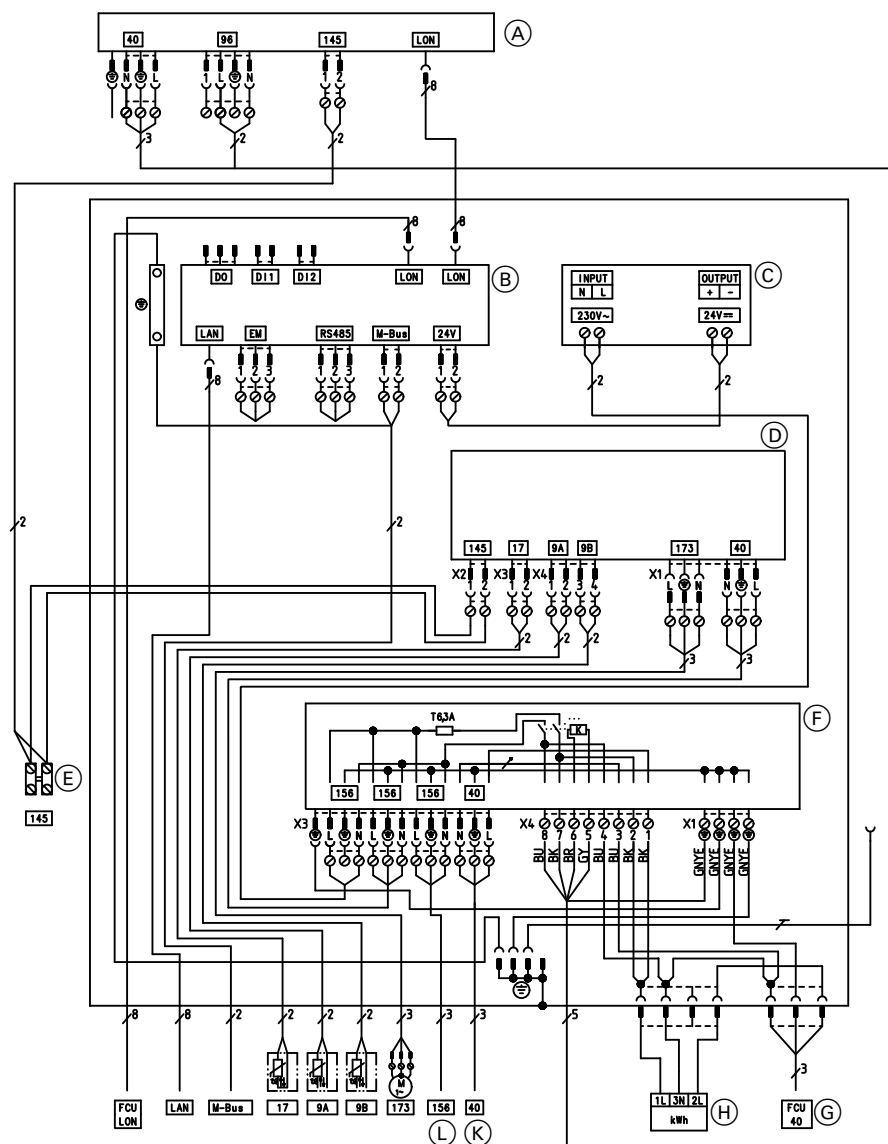 40 96 145 LON A
N L 1 L N 1 2 8
3 2 2
8 8
DO DI1 DI2 LON LON B
INPUT OUTPUT C
N L + -
230V~ 24V
LAN EM RS485 M-Bus 24V
8 1 2 3 1 2 3 1 2 1 2
2 2
D
2 2
145 17 9A 9B 173 40
X2 X3 X4 X1
1 2 1 2 1 2 3 4 L N N L
2 2 2 3 3
F
T6,3A K
E
156 156 156 40
145
X3 X4 X1
L N L N L N N L 8 7 6 5 4 3 2 1
BU BK BR GY BU BU BK BK GNYE GNYE GNYE GNYE
8 8 2 2 2 2 3 3 3 5
M
1~
3
FCU LAN M-Bus 17 9A 9B 173 156 40 1L 3N 2L H FCU G
LON L K kWh 40